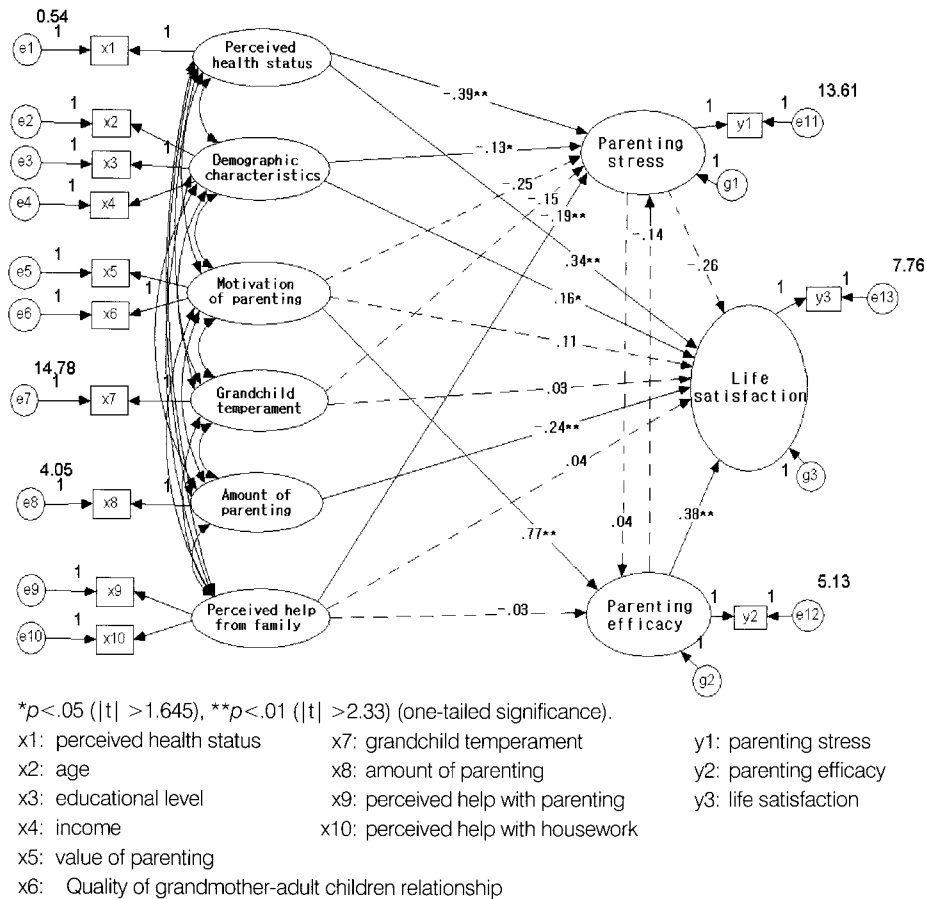 0.54
1
1
e1
x1
Perceived
health status
-.39**
1
13.61
1
y1
e11
e2
1
x2
Parenting
stress
1
e3
1
x3
1
Demographic
characteristics
-.13*
g1
e4
1
x4
-.25
-.15
-.19**
-.14
e5
1
x5
1
Motivation
of parenting
.34**
-.26
7.76
1
1
y3
e13
e6
1
x6
.16*
.11
14.78
1
1
e7
x7
Grandchild
temperament
.03
Life
satisfaction
-.24**
4.05
1
1
e8
x8
Amount of
parenting
.04
1
g3
.77**
.04
.38**
e9
1
x9
5.13
e10
1
x10
Perceived help
from family
-.03
Parenting
efficacy
1
1
y2
e12
1
g2
*p<.05 (|t| >1.645), **p<.01 (|t| >2.33) (one-tailed significance).
x1: perceived health status x7: grandchild temperament y1: parenting stress
x2: age x8: amount of parenting y2: parenting efficacy
x3: educational level x9: perceived help with parenting y3: life satisfaction
x4: income x10: perceived help with housework
x5: value of parenting
x6: Quality of grandmother-adult children relationship